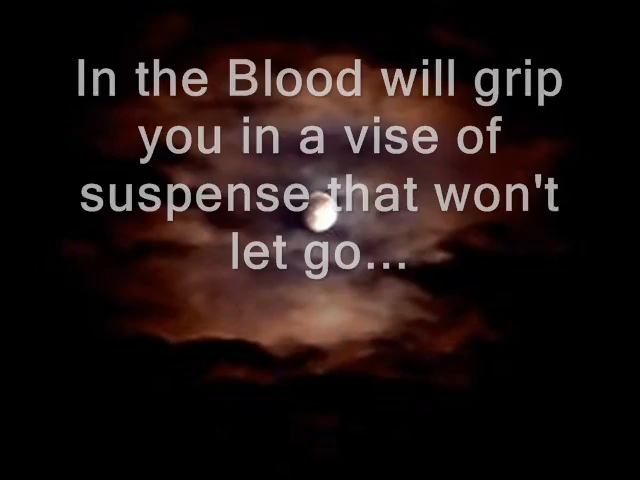 In the Blood will grip
you in a vise of
suspense that won't
let go...